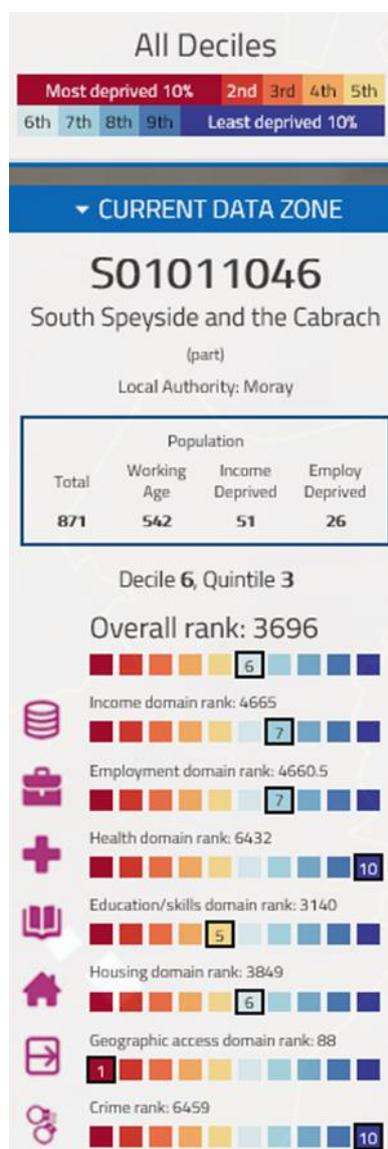 All Deciles
Most deprived 10% 2nd 3rd 4th 5th
6th 7th 8th 9th Least deprived 10%
CURRENT DATA ZONE
S01011046
South Speyside and the Cabrach
(part)
Local Authority: Moray
Population
Total Working Age Income Deprived Employ Deprived
871 542 51 26
Decile 6, Quintile 3
Overall rank: 3696
6
Income domain rank: 4665
7
Employment domain rank: 4660.5
7
Health domain rank: 6432
10
Education/skills domain rank: 3140
5
Housing domain rank: 3849
6
Geographic access domain rank: 88
1
Crime rank: 6459
10